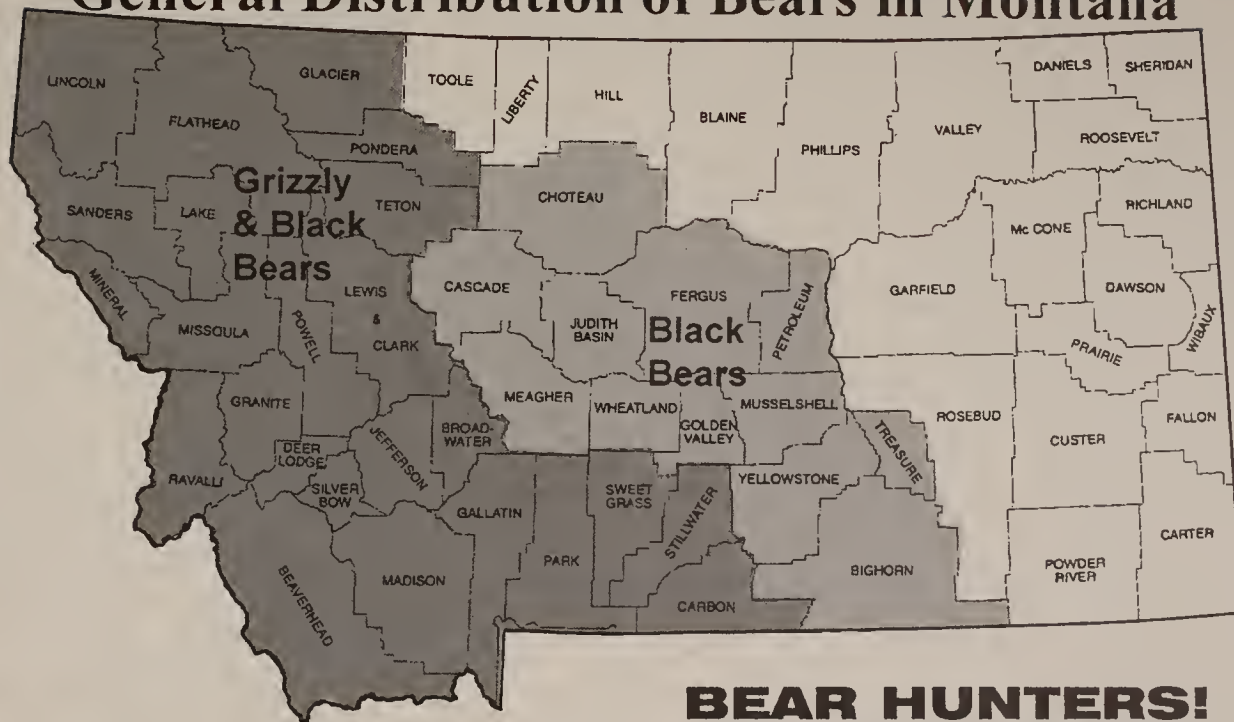 General Distribution of Bears in Montana
LINCOLN
GLACIER
TOOLE
LIBERTY
HILL
BLAINE
DANIELS
SHERIDAN
FLATHEAD
PHILLIPS
VALLEY
ROOSEVELT
PONDERA
CHOTEAU
SANDERS
LAKE
Grizzly
& Black
Bears
TETON
RICHLAND
Mc CONE
CASCADE
FERGUS
GARFIELD
DAWSON
MINERAL
LEWIS
&
CLARK
JUDITH
BASIN
Black
Bears
PETROLEUM
PRAIRIE
WIBAUX
MISSOULA
POWELL
MEAGHER
WHEATLAND
MUSSELSHELL
GRANITE
BROAD-
WATER
GOLDEN
VALLEY
ROSEBUD
CUSTER
FALLON
JEFFERSON
TREASURE
DEER
LODGE
RAVALLI
SILVER
BOW
GALLATIN
SWEET
GRASS
YELLOWSTONE
STILLWATER
CARTER
MADISON
PARK
BIGHORN
POWDER
RIVER
BEAVERHEAD
CARBON
BEAR HUNTERS!